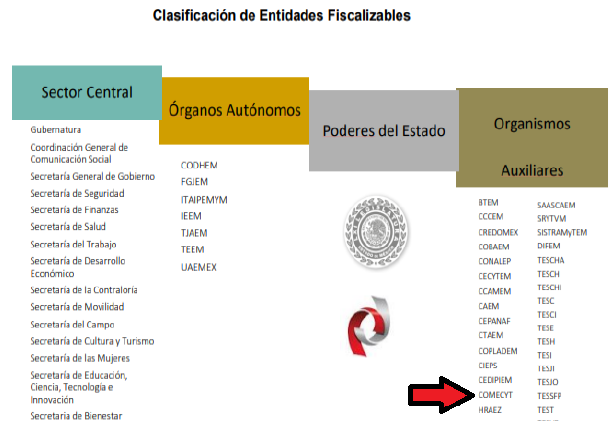 Clasificación de Entidades Fiscalizables
Sector Central
Gubernatura
Coordinación General de
Comunicación Social
Secretaría General de Gobierno
Secretaría de Seguridad
Secretaría de Finanzas
Secretaría de Salud
Secretaría del Trabajo
Secretaría de Desarrollo
Económico
Secretaría de la Contraloría
Secretaría de Movilidad
Secretaría del Campo
Secretaría de Cultura y Turismo
Secretaría de las Mujeres
Secretaría de Educación,
Ciencia, Tecnología e
Innovación
Secretaría de Bienestar
Órganos Autónomos
CODHEM
FGJEM
ITAIPEMYM
IEEM
TJAEM
TEEM
UAEMEX
Poderes del Estado
Organismos
Auxiliares
BTEM
CCCEM
CREDOMEX
COBAEM
CONALEP
CECYTEM
CCAMEM
CAEM
CEPANAF
CTAEM
COPLADEM
CIEPS
CEDIPIEM
COMECYT
HRAEZ
SAASCAEM
SRYTVM
SISTRAMyTEM
DIFEM
TESCHA
TESCH
TESCHI
TESC
TESCI
TESE
TESH
TESI
TESJI
TESJO
TESSFP
TEST